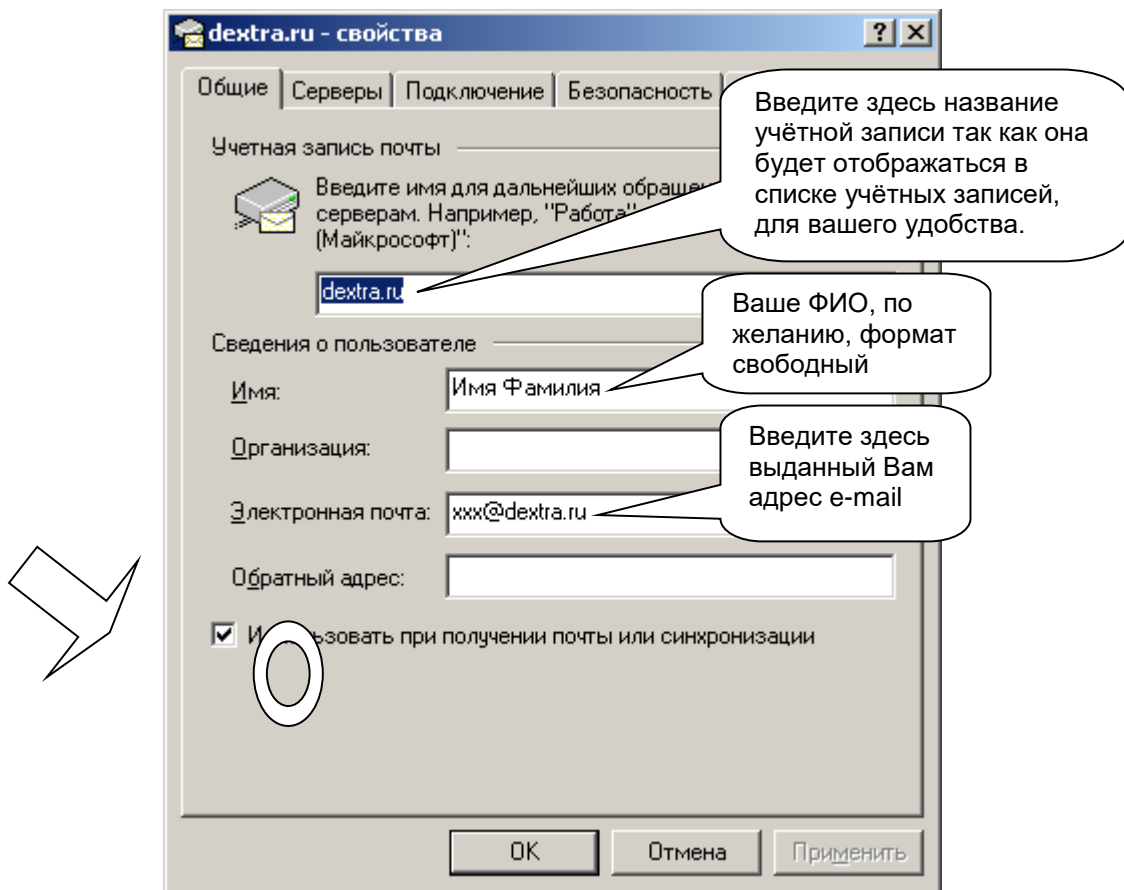 dextra.ru - свойства
Общие
Серверы
Подключение
Безопасность
Введите здесь название
учётной записи так как она
будет отображаться в
списке учётных записей,
для вашего удобства.
Учетная запись почты
Введите имя для дальнейших
серверам. Например, "Работа"
(Майкрософт)":
dextra.ru
Ваше ФИО, по
желанию, формат
свободный
Сведения о пользователе
Имя:
Имя Фамилия
Организация:
Введите здесь
выданный Вам
адрес e-mail
Электронная почта:
xxx@dextra.ru
Обратный адрес:
при получении почты или синхронизации
OK
Отмена
Применить